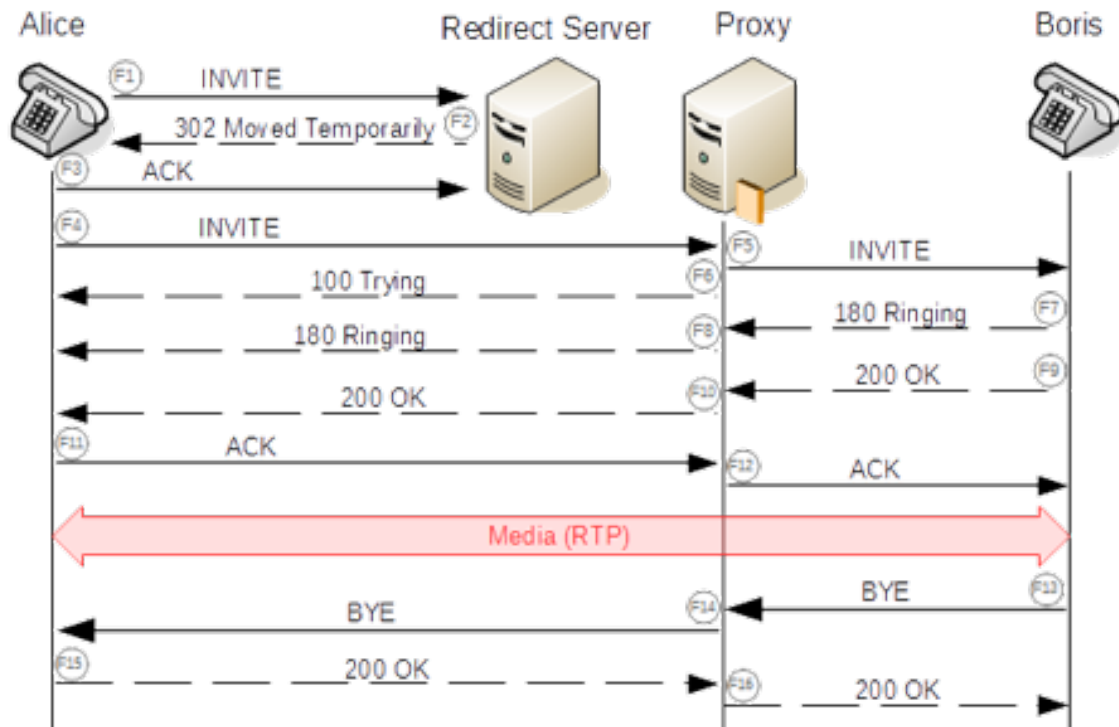 Alice
Redirect Server
Proxy
Boris
F1
INVITE
302 Moved Temporarily
F2
F3
ACK
F4
INVITE
F5
INVITE
100 Trying
F6
180 Ringing
F7
180 Ringing
F8
200 OK
F9
200 OK
F10
F11
ACK
F12
ACK
Media (RTP)
BYE
F13
BYE
F14
F15
200 OK
F16
200 OK